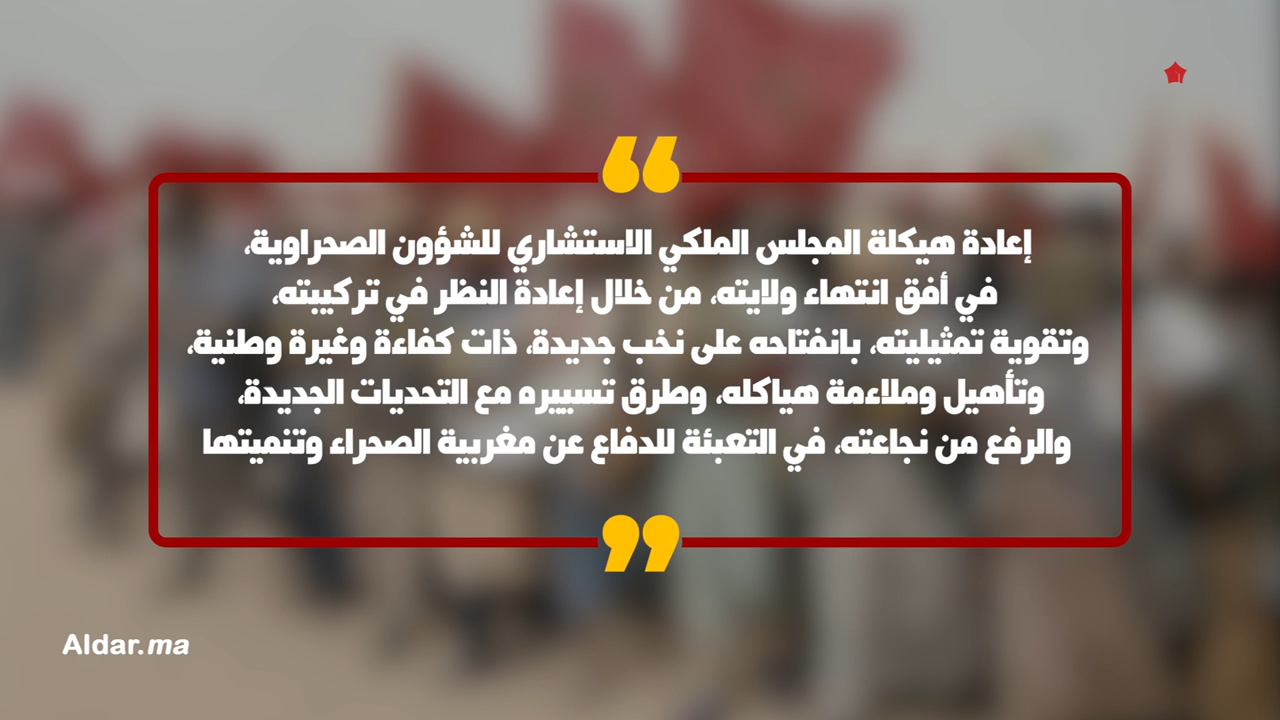 إعادة هيكلة المجلس الملكي الاستشاري للشؤون الصحراوية،
في أفق انتهاء ولايته، من خلال إعادة النظر في تركيبته،
وتقوية تمثيليته، بانفتاحه على نخب جديدة، ذات كفاءة وغيرة وطنية،
وتأهيل وملاءمة هياكله، وطرق تسييره مع التحديات الجديدة،
والرفع من نجاعته، في التعبئة للدفاع عن مغربية الصحراء وتنميتها
Aldar.ma